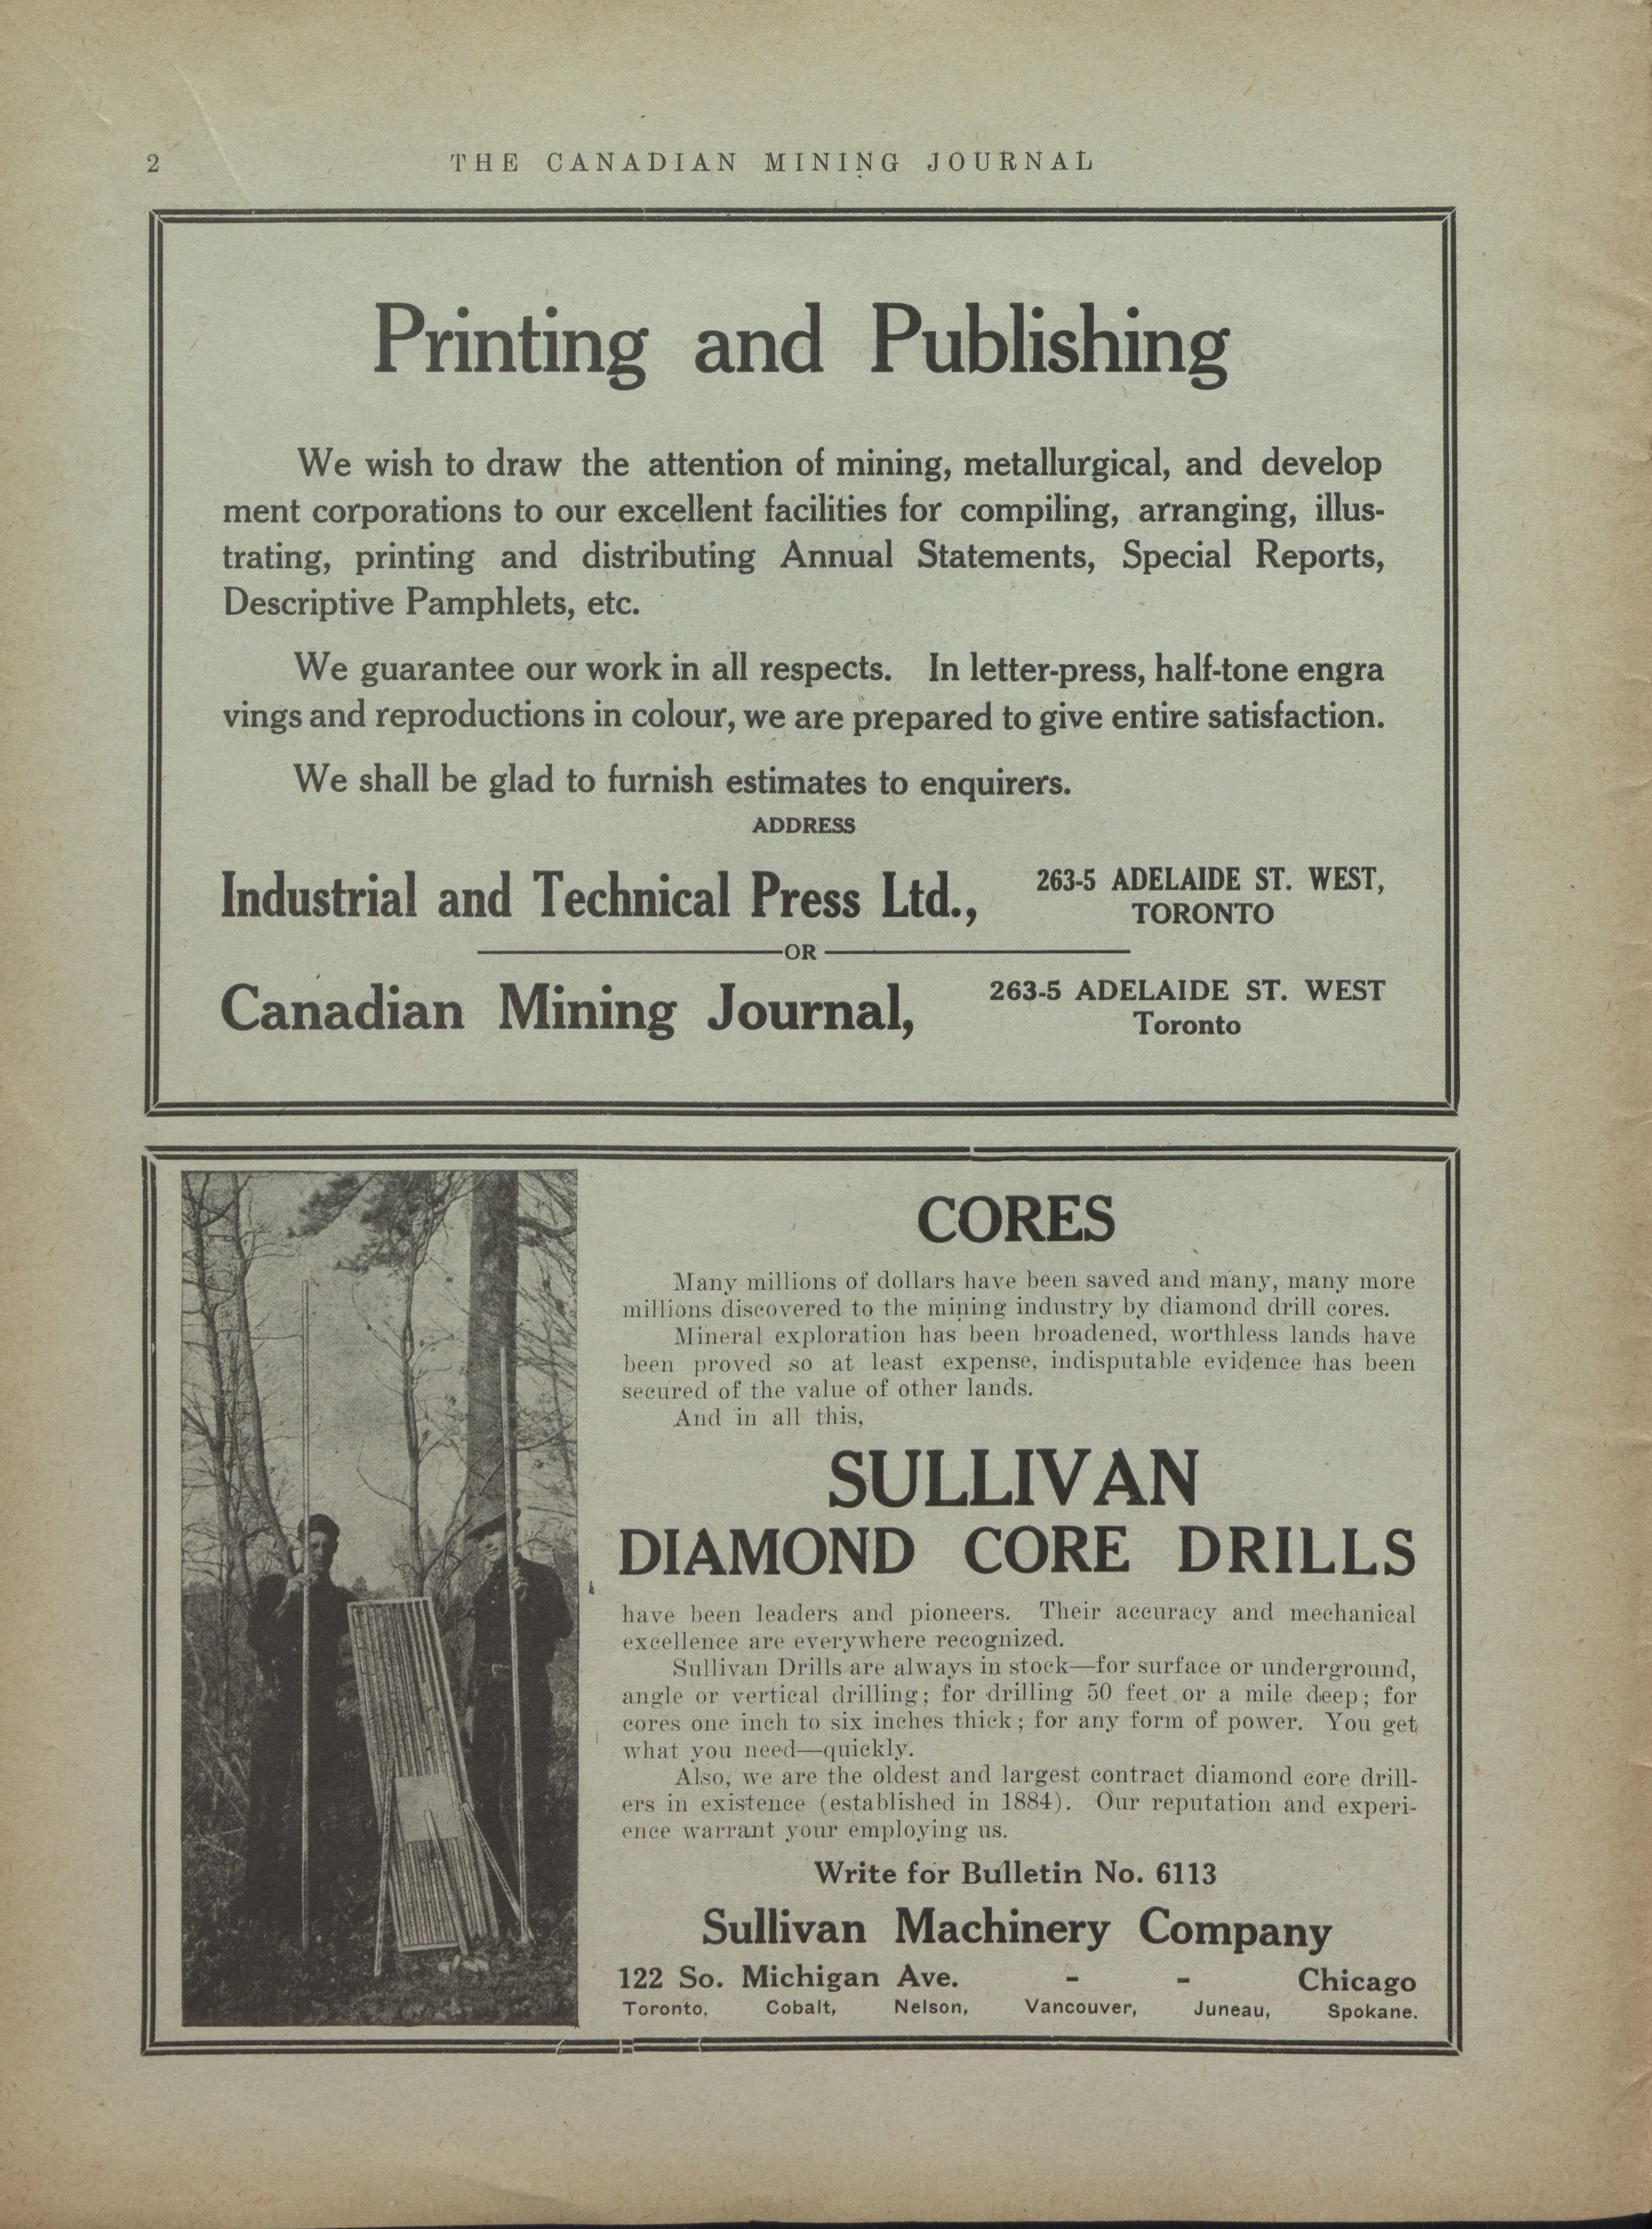 2
THE CANADIAN MINING JOURNAL
Printing and Publishing
We wish to draw the attention of mining, metallurgical, and develop
ment corporations to our excellent facilities for compiling, arranging, illus-
trating, printing and distributing Annual Statements, Special Reports,
Descriptive Pamphlets, etc.
We guarantee our work in all respects. In letter-press, half-tone engra
vings and reproductions in colour, we are prepared to give entire satisfaction.
We shall be glad to furnish estimates to enquirers.
ADDRESS
Industrial and Technical Press Ltd., 263-5 ADELAIDE ST. WEST,
TORONTO
OR
Canadian Mining Journal, 263-5 ADELAIDE ST. WEST
Toronto
CORES
Many millions of dollars have been saved and many, many more
millions discovered to the mining industry by diamond drill cores.
Mineral exploration has been broadened, worthless lands have
been proved so at least expense, indisputable evidence has been
secured of the value of other lands.
And in all this,
SULLIVAN
DIAMOND CORE DRILLS
have been leaders and pioneers. Their accuracy and mechanical
excellence are everywhere recognized.
Sullivan Drills are always in stock—for surface or underground,
angle or vertical drilling; for drilling 50 feet or a mile deep; for
cores one inch to six inches thick; for any form of power. You get
what you need—quickly.
Also, we are the oldest and largest contract diamond core drill-
ers in existence (established in 1884). Our reputation and experi-
ence warrant your employing us.
Write for Bulletin No. 6113
Sullivan Machinery Company
122 So. Michigan Ave. - - Chicago
Toronto, Cobalt, Nelson, Vancouver, Juneau, Spokane.